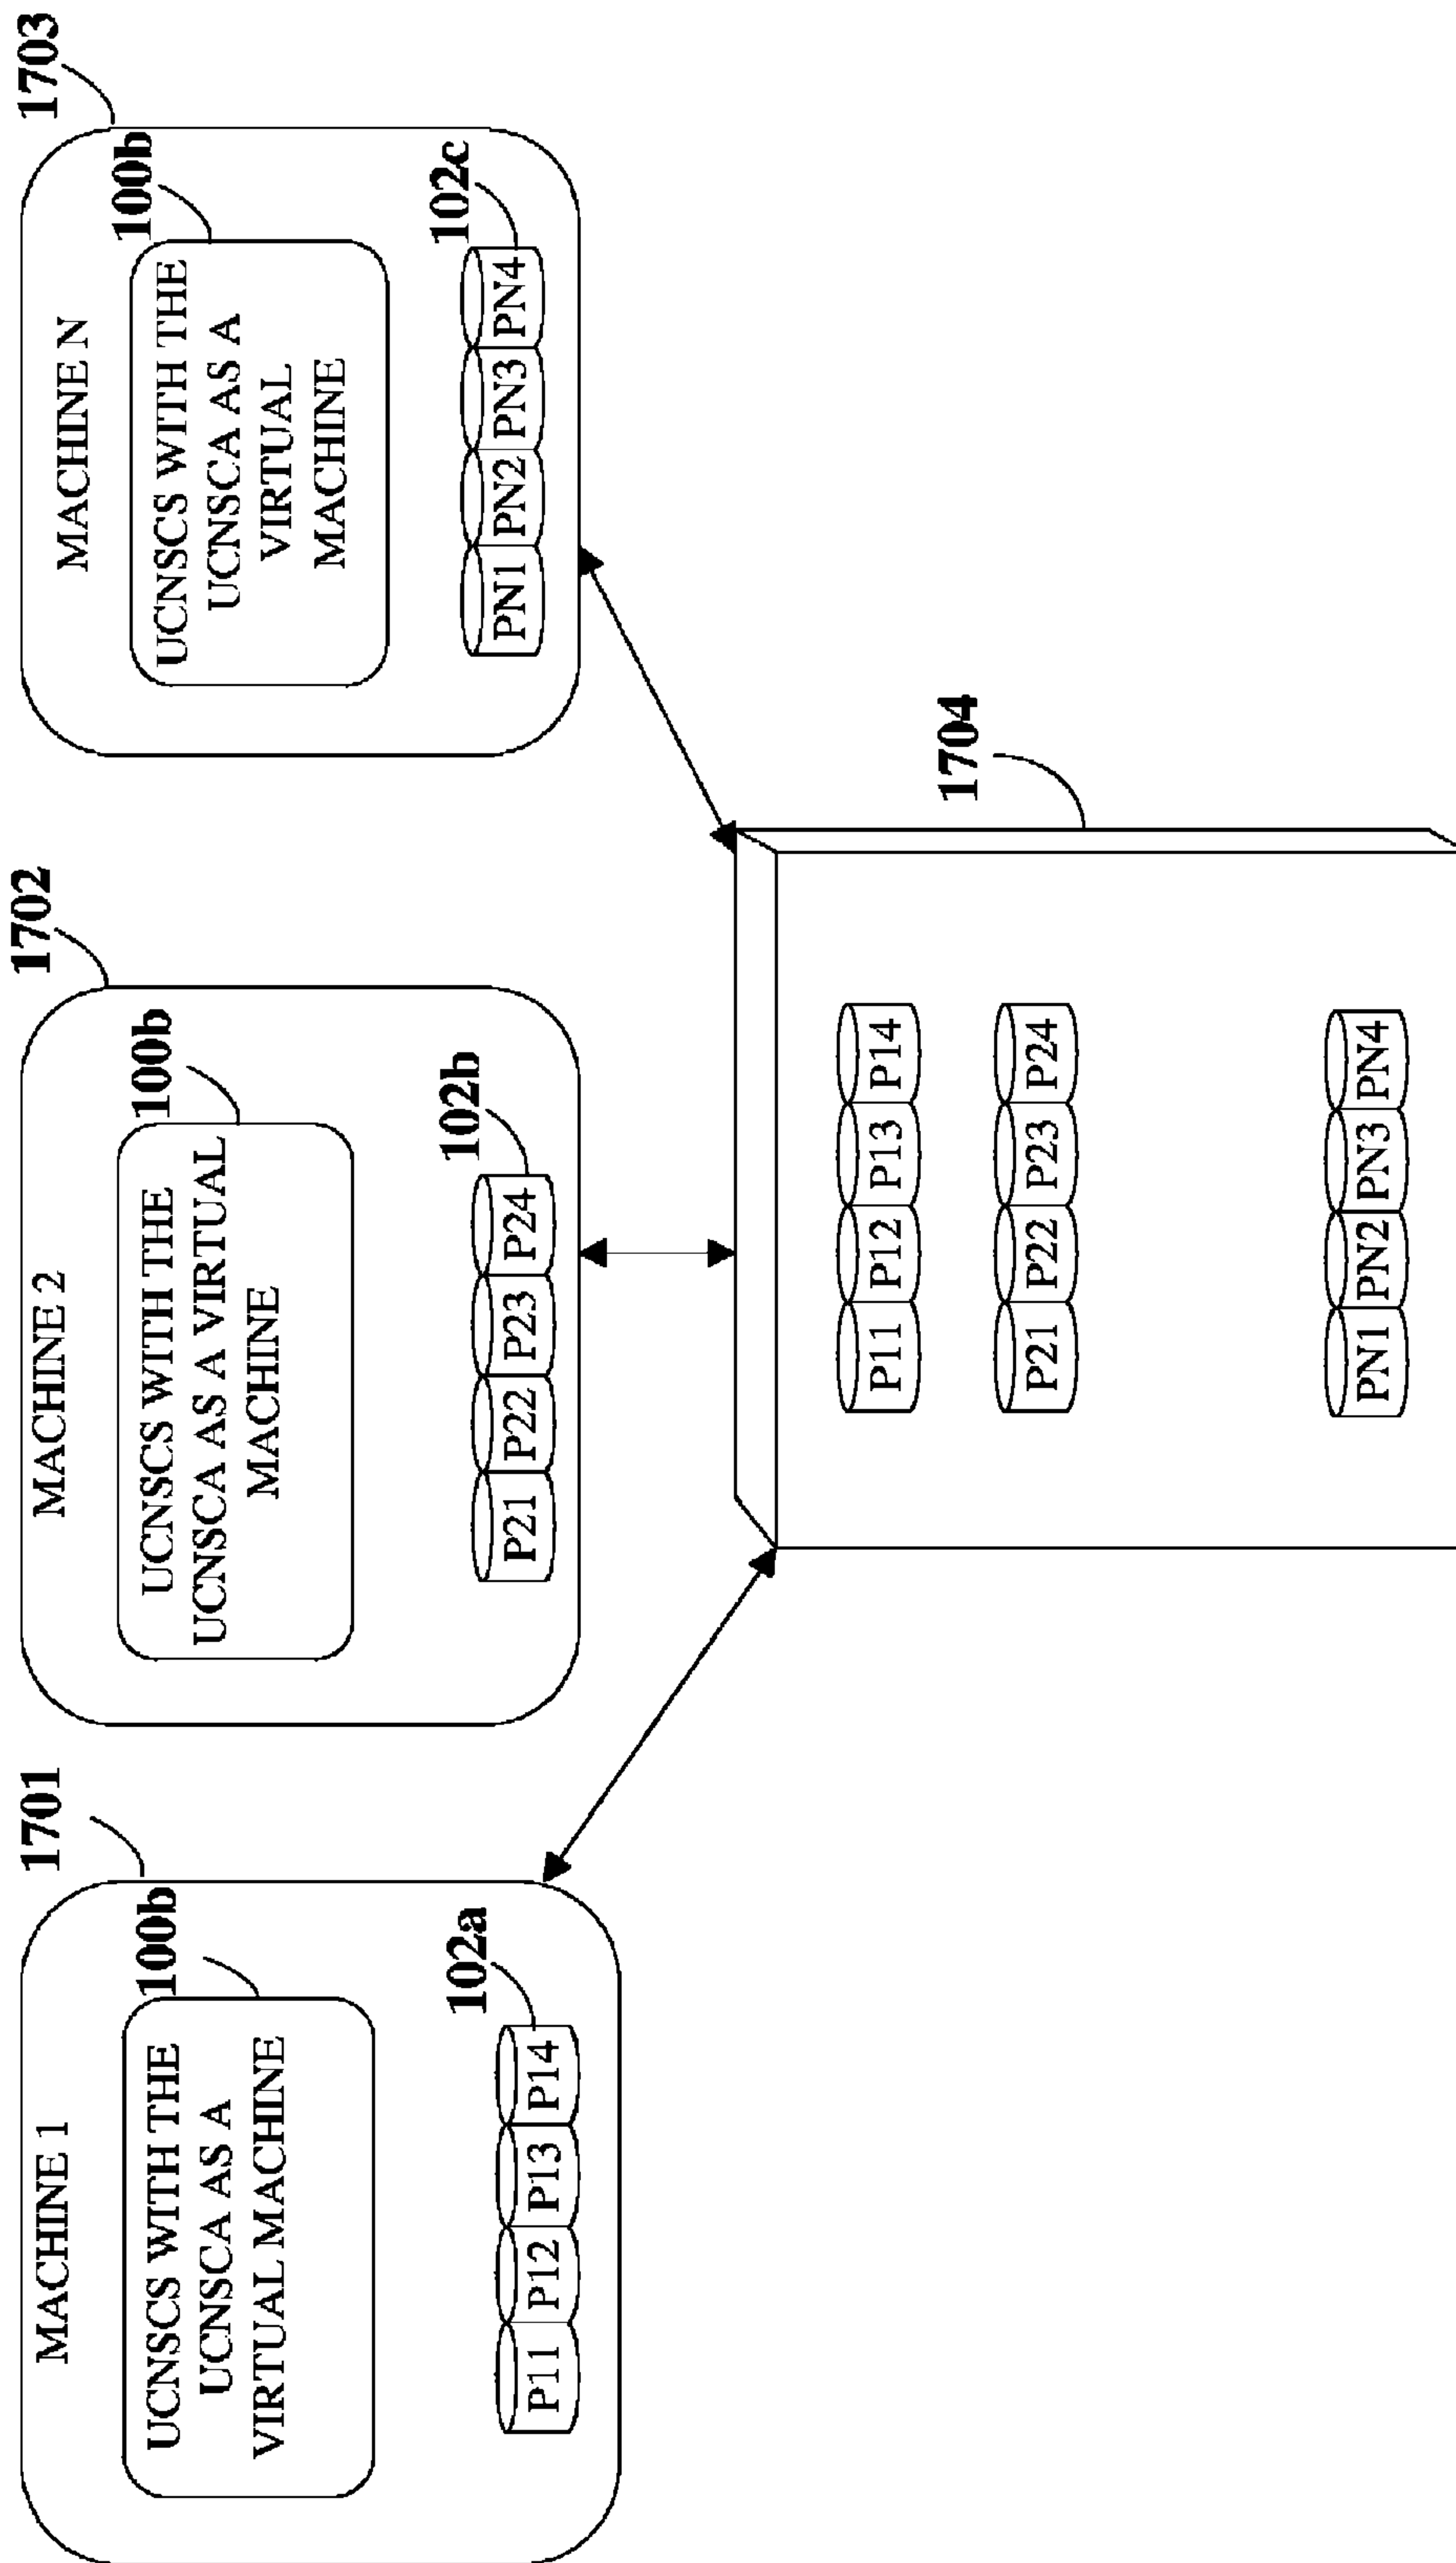 1701
MACHINE 1
100b
UCNSCS WITH THE
UCNSCA AS A
VIRTUAL MACHINE
102a
P11 P12 P13 P14
1702
MACHINE 2
100b
UCNSCS WITH THE
UCNSCA AS A VIRTUAL
MACHINE
102b
P21 P22 P23 P24
1703
MACHINE N
100b
UCNSCS WITH THE
UCNSCA AS A
VIRTUAL
MACHINE
102c
PN1 PN2 PN3 PN4
1704
P11 P12 P13 P14
P21 P22 P23 P24
PN1 PN2 PN3 PN4